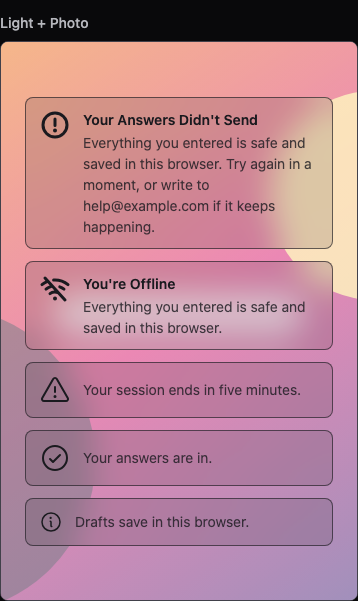 Light + Photo
Your Answers Didn't Send
Everything you entered is safe and
saved in this browser. Try again in a
moment, or write to
help@example.com if it keeps
happening.
You're Offline
Everything you entered is safe and
saved in this browser.
Your session ends in five minutes.
Your answers are in.
Drafts save in this browser.